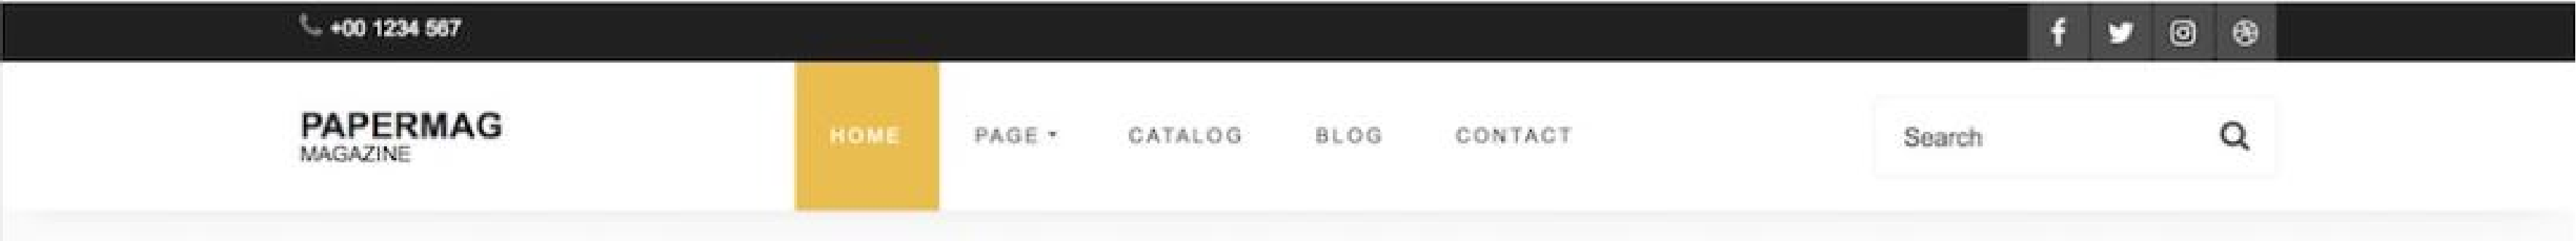 +00 1234 567
PAPERMAG
MAGAZINE
HOME PAGE CATALOG BLOG CONTACT
Search